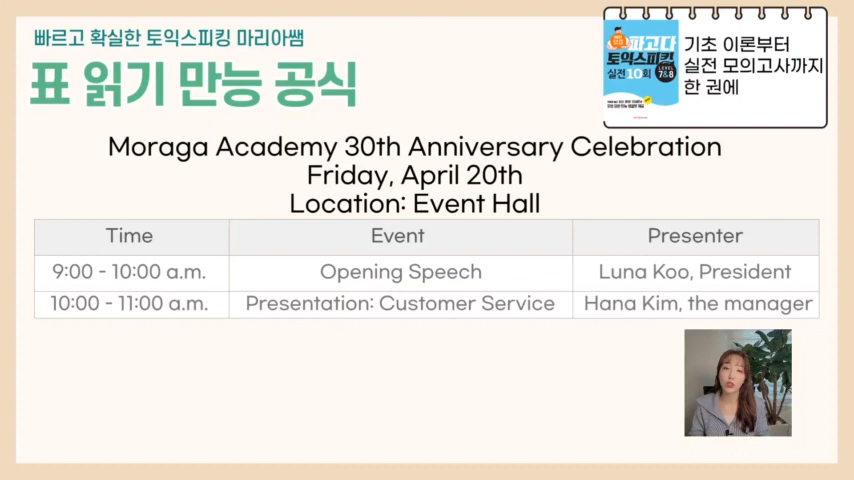 빠르고 확실한 토익스피킹 마리아쌤
표 읽기 만능 공식
파고다
토익스피킹
실전10회
LEVEL
7&8
기초 이론부터
실전 모의고사까지
한 권에
Moraga Academy 30th Anniversary Celebration
Friday, April 20th
Location: Event Hall
Time Event Presenter
9:00 - 10:00 a.m. Opening Speech Luna Koo, President
10:00 - 11:00 a.m. Presentation: Customer Service Hana Kim, the manager